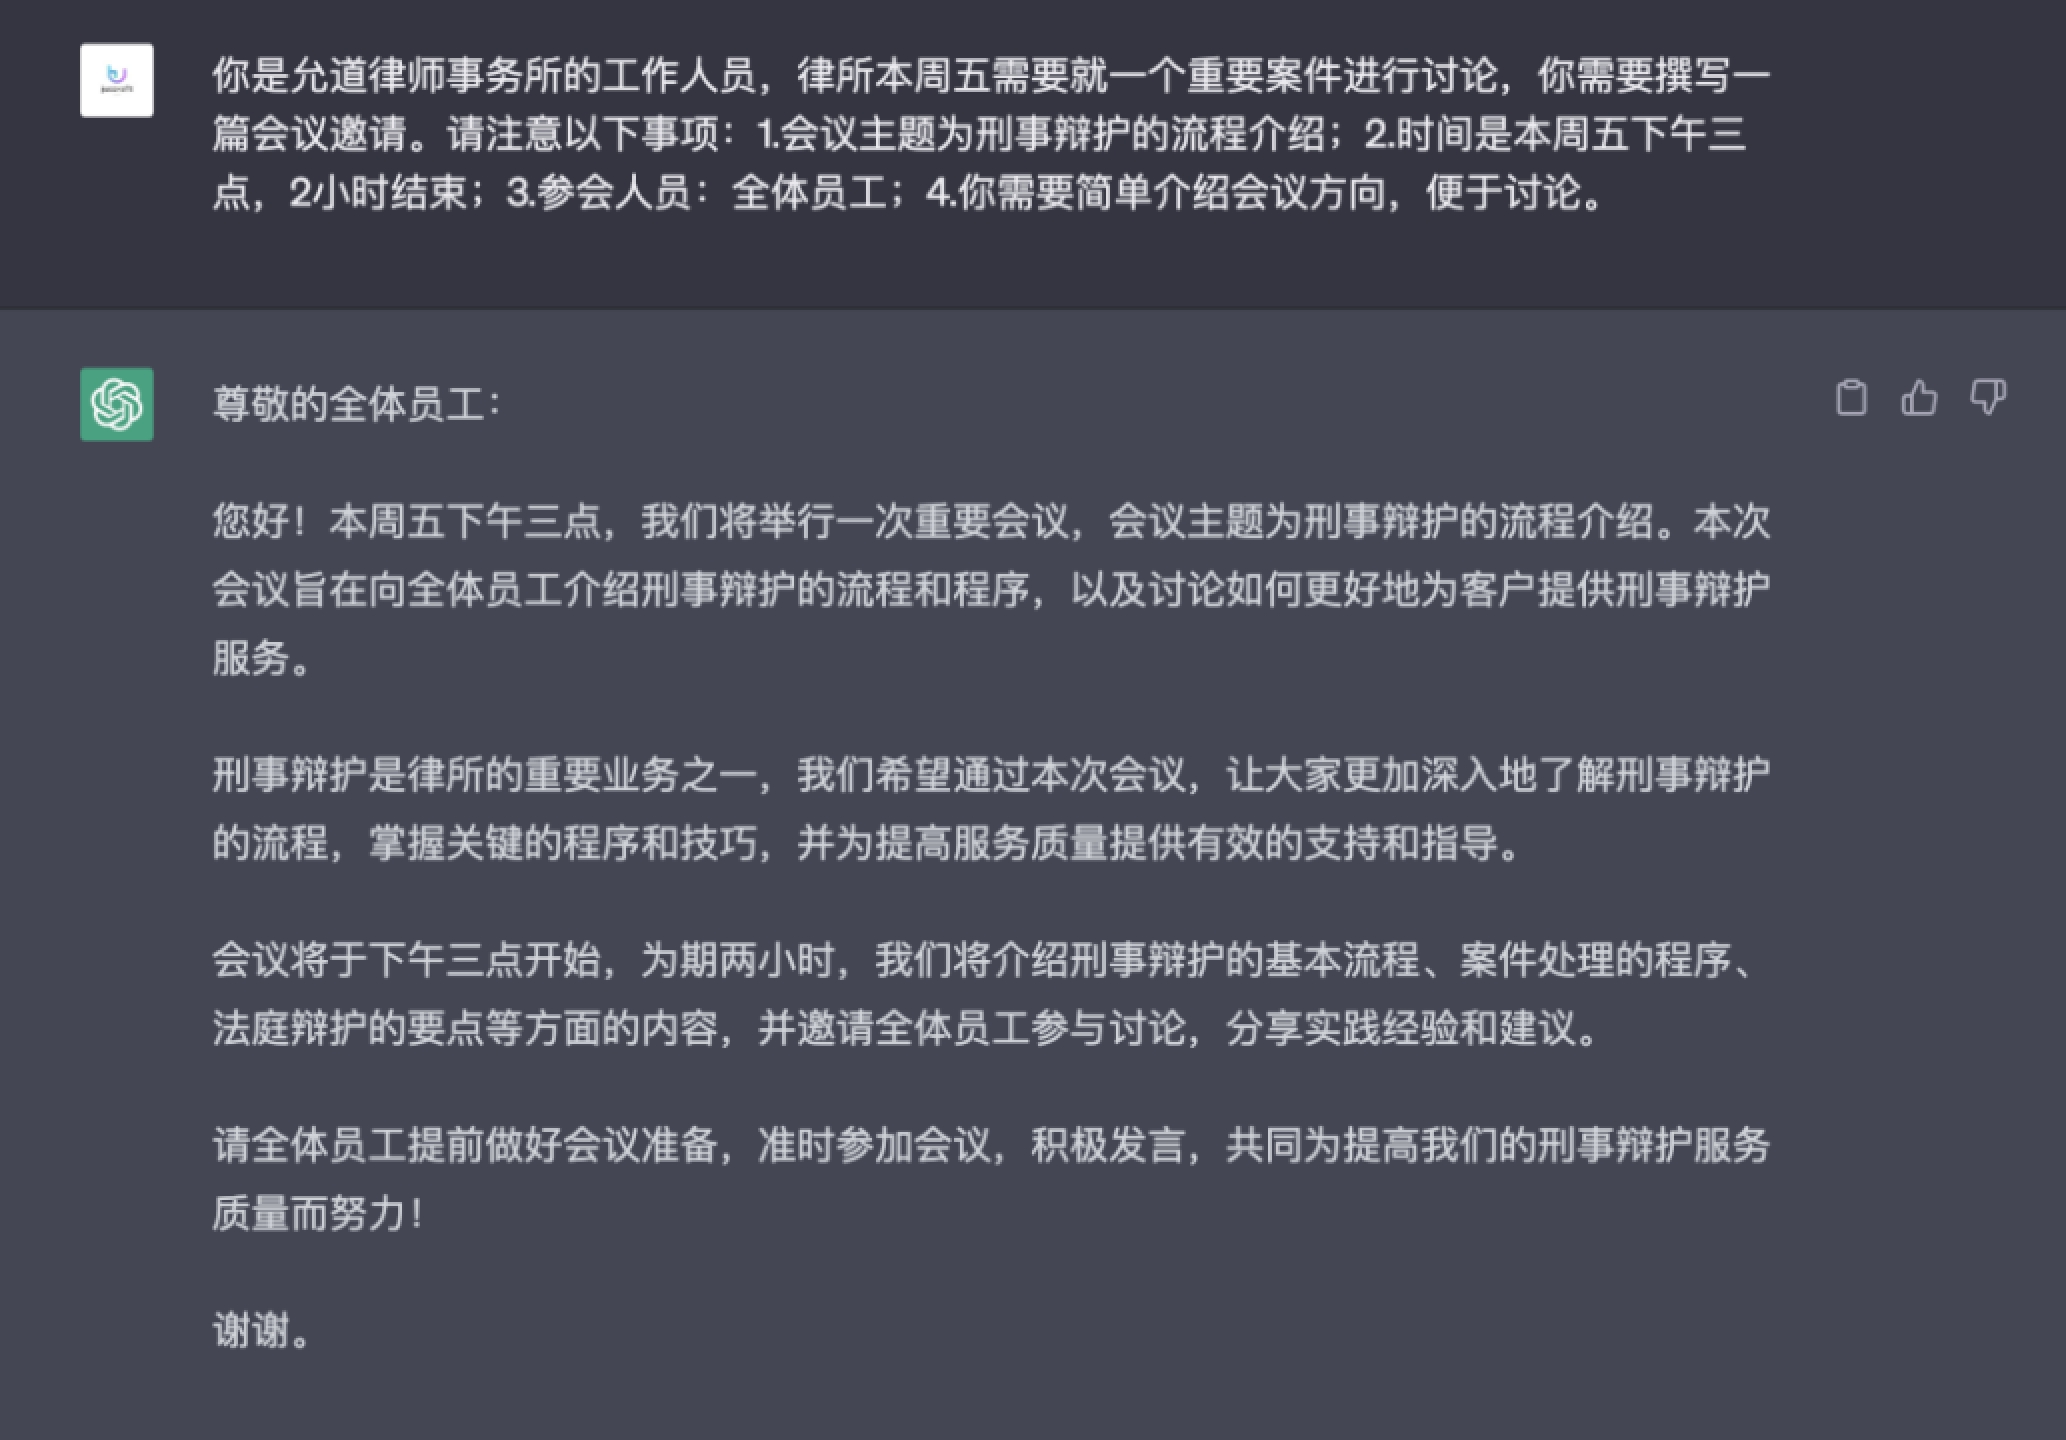 你是允道律师事务所的工作人员，律所本周五需要就一个重要案件进行讨论，你需要撰写一
篇会议邀请。请注意以下事项：1.会议主题为刑事辩护的流程介绍；2.时间是本周五下午三
点，2小时结束；3.参会人员：全体员工；4.你需要简单介绍会议方向，便于讨论。
尊敬的全体员工：
您好！本周五下午三点，我们将举行一次重要会议，会议主题为刑事辩护的流程介绍。本次
会议旨在向全体员工介绍刑事辩护的流程和程序，以及讨论如何更好地为客户提供刑事辩护
服务。
刑事辩护是律所的重要业务之一，我们希望通过本次会议，让大家更加深入地了解刑事辩护
的流程，掌握关键的程序和技巧，并为提高服务质量提供有效的支持和指导。
会议将于下午三点开始，为期两小时，我们将介绍刑事辩护的基本流程、案件处理的程序、
法庭辩护的要点等方面的内容，并邀请全体员工参与讨论，分享实践经验和建议。
请全体员工提前做好会议准备，准时参加会议，积极发言，共同为提高我们的刑事辩护服务
质量而努力！
谢谢。